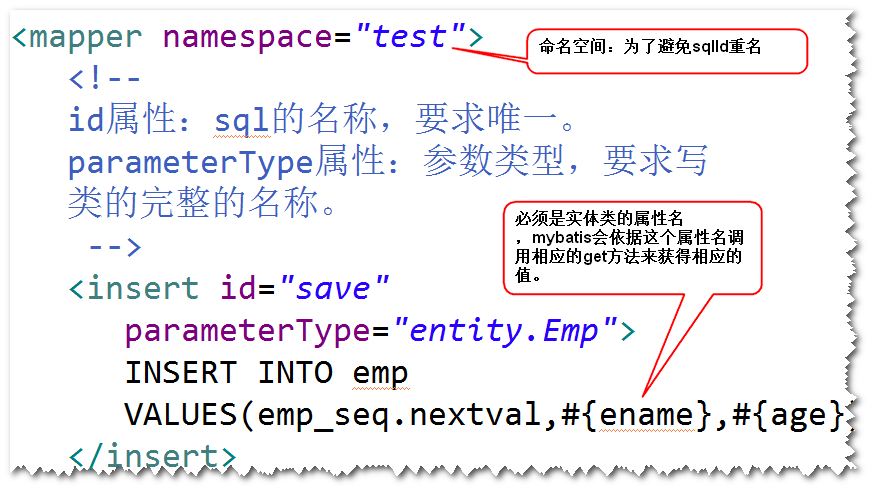 <mapper namespace="test">
命名空间：为了避免sqlId重名
<!--
id属性：sql的名称，要求唯一。
parameterType属性：参数类型，要求写
类的完整的名称。
-->
必须是实体类的属性名
，mybatis会依据这个属性名调
用相应的get方法来获得相应的
值。
<insert id="save"
parameterType="entity.Emp">
INSERT INTO emp
VALUES(emp_seq.nextval,#{ename},#{age}
</insert>